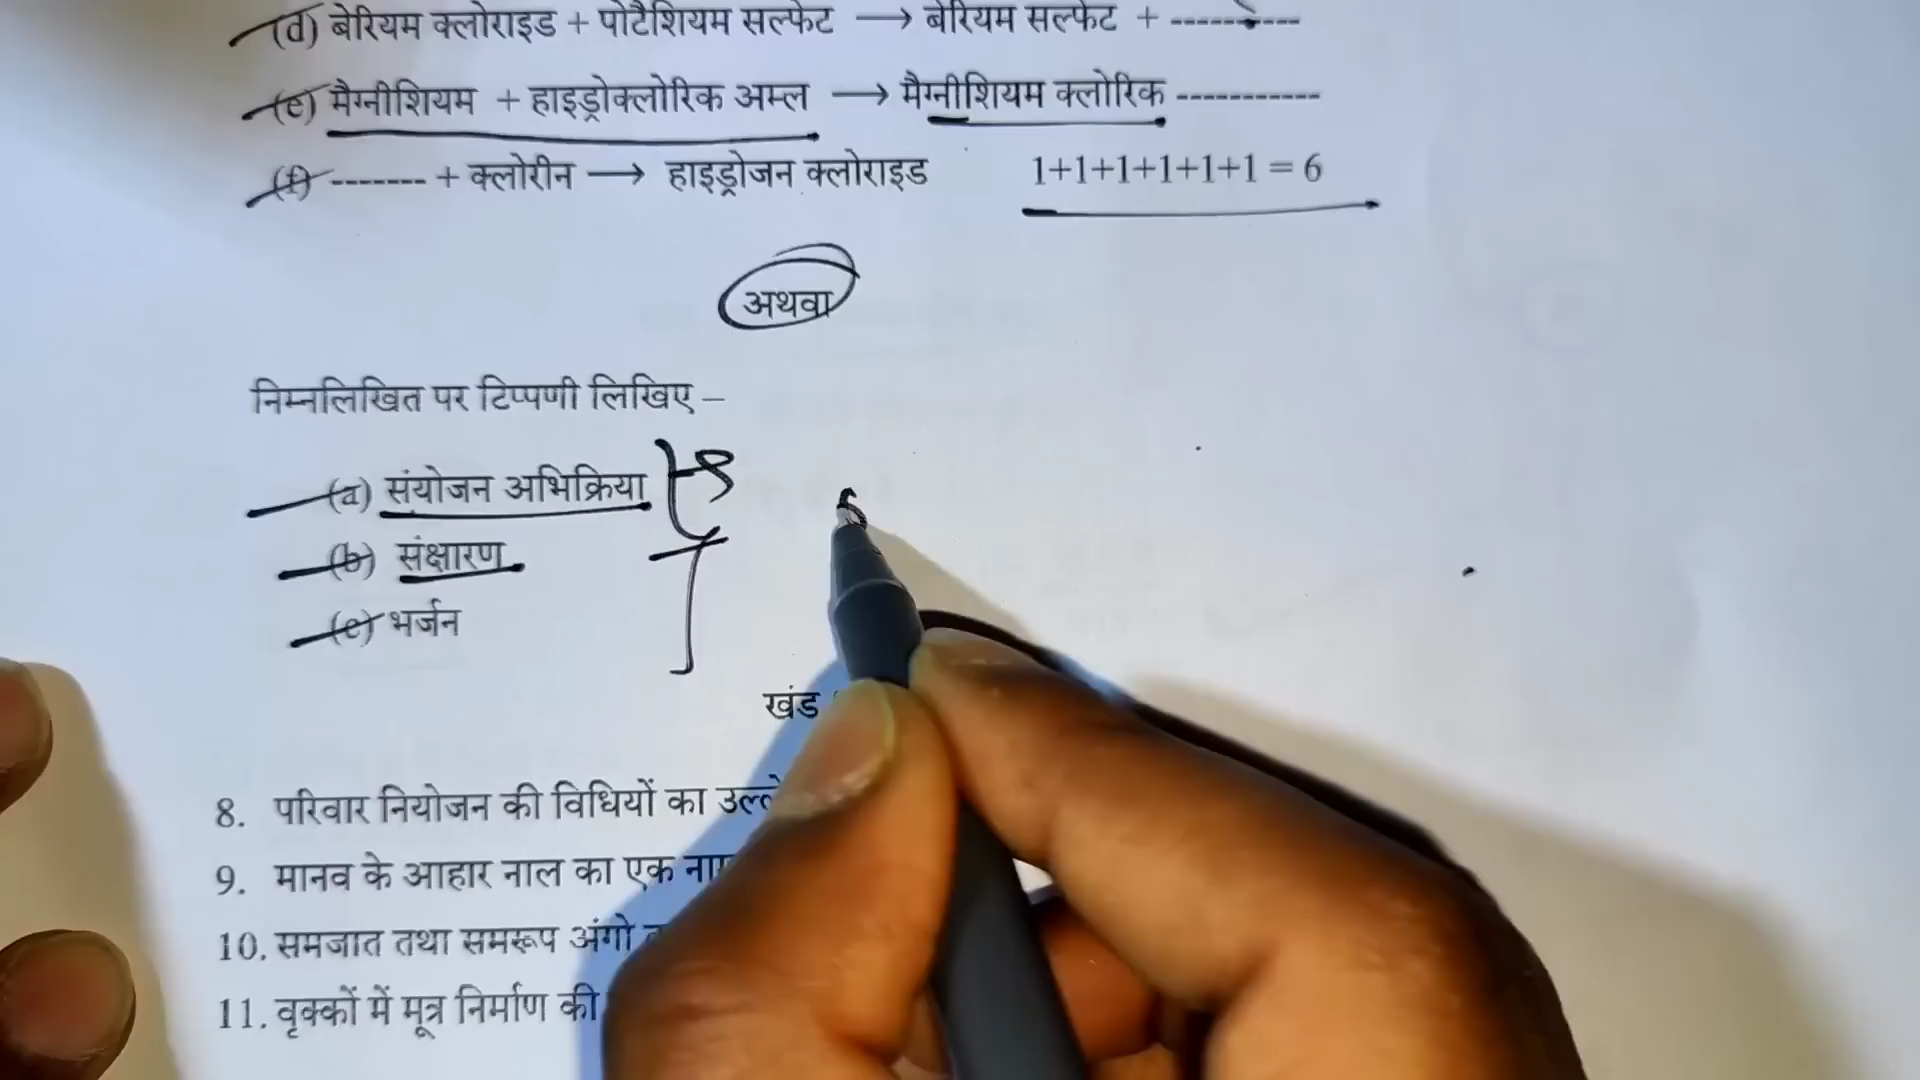 (d) बेरियम क्लोराइड + पोटैशियम सल्फेट ⟶ बेरियम सल्फेट + ----------
(e) मैग्नीशियम + हाइड्रोक्लोरिक अम्ल ⟶ मैग्नीशियम क्लोरिक -----------
(f) ------- + क्लोरीन ⟶ हाइड्रोजन क्लोराइड 1+1+1+1+1+1 = 6
अथवा
निम्नलिखित पर टिप्पणी लिखिए –
(a) संयोजन अभिक्रिया
(b) संक्षारण
(c) भर्जन
6
खंड
8. परिवार नियोजन की विधियों का
9. मानव के आहार नाल का एक
10. समजात तथा समरूप अंगो
11. वृक्कों में मूत्र निर्माण की